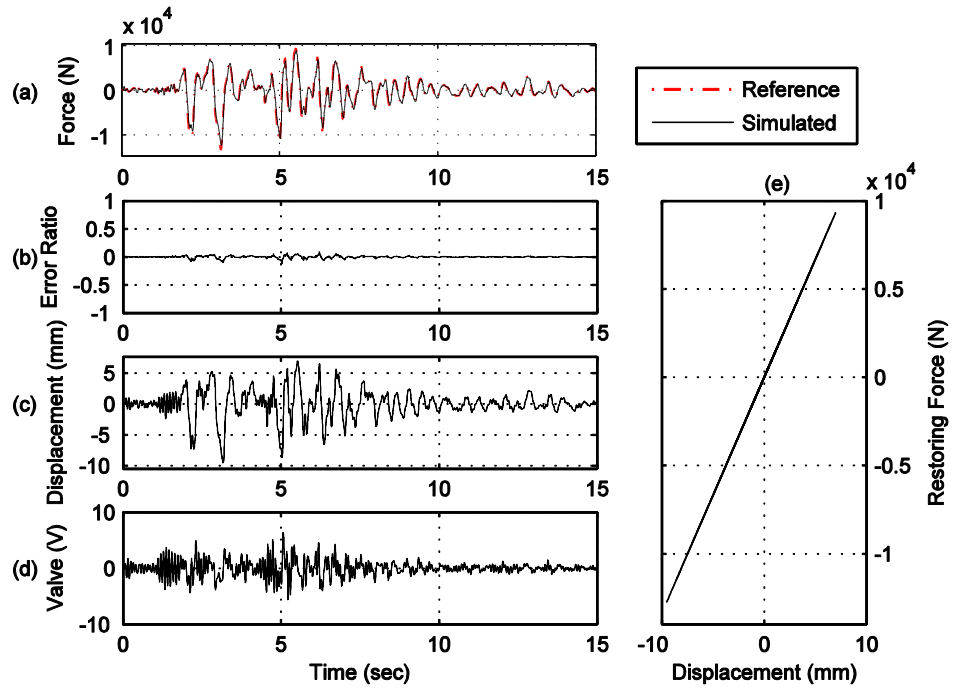 x 10^4
1
0
-1
Force (N)
(a)
0
5
10
15
Reference
Simulated
1
0.5
0
-0.5
-1
Error Ratio
(b)
0
5
10
15
5
0
-5
-10
Displacement (mm)
(c)
0
5
10
15
10
0
-10
Valve (V)
(d)
0
5
10
15
Time (sec)
(e)
x 10^4
1
0.5
0
-0.5
-1
Restoring Force (N)
-10
0
10
Displacement (mm)